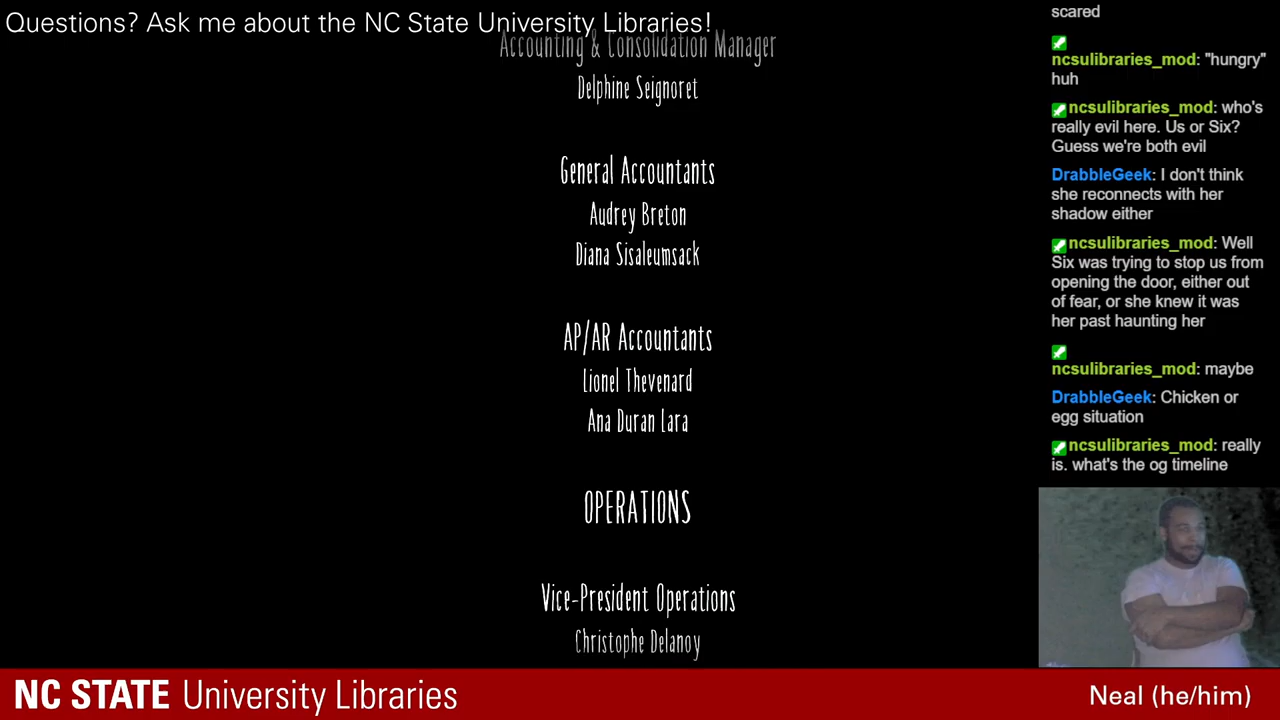 Questions? Ask me about the NC State University Libraries!
Accounting & Consolidation Manager
Delphine Seignoret
General Accountants
Audrey Breton
Diana Sisaleumsack
AP/AR Accountants
Lionel Thevenard
Ana Duran Lara
OPERATIONS
Vice-President Operations
Christophe Delanoy
scared
ncsulibraries_mod: "hungry"
huh
ncsulibraries_mod: who's
really evil here. Us or Six?
Guess we're both evil
DrabbleGeek: I don't think
she reconnects with her
shadow either
ncsulibraries_mod: Well
Six was trying to stop us from
opening the door, either out
of fear, or she knew it was
her past haunting her
ncsulibraries_mod: maybe
DrabbleGeek: Chicken or
egg situation
ncsulibraries_mod: really
is. what's the og timeline
NC STATE University Libraries
Neal (he/him)